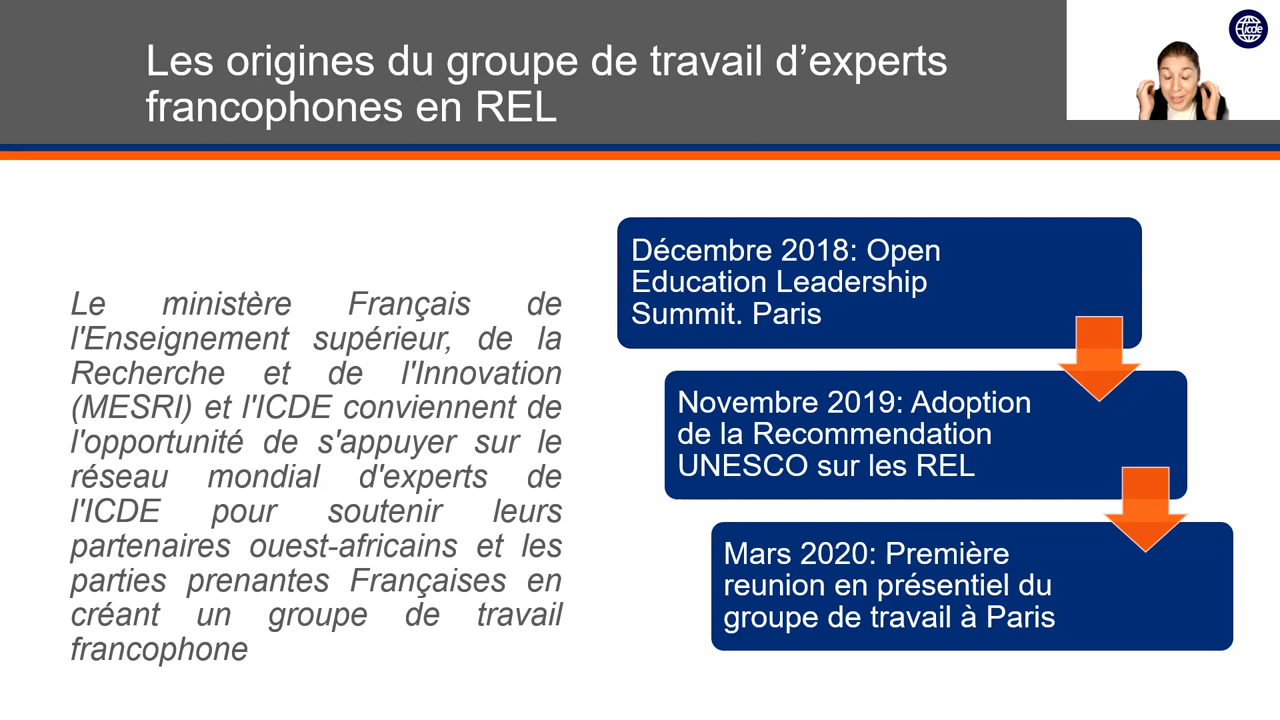 Les origines du groupe de travail d’experts
francophones en REL
icde
Le ministère Français de
l'Enseignement supérieur, de la
Recherche et de l'Innovation
(MESRI) et l'ICDE conviennent de
l'opportunité de s'appuyer sur le
réseau mondial d'experts de
l'ICDE pour soutenir leurs
partenaires ouest-africains et les
parties prenantes Françaises en
créant un groupe de travail
francophone
Décembre 2018: Open
Education Leadership
Summit. Paris
Novembre 2019: Adoption
de la Recommendation
UNESCO sur les REL
Mars 2020: Première
reunion en présentiel du
groupe de travail à Paris